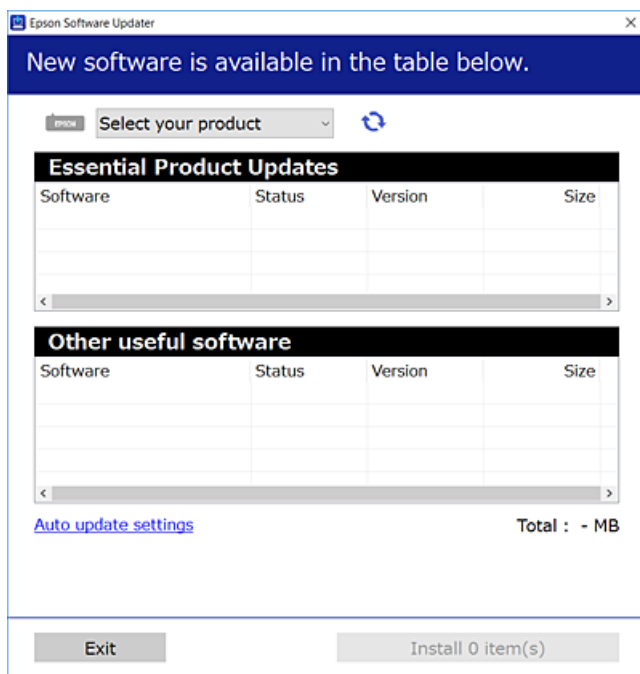 Epson Software Updater
New software is available in the table below.
EPSON Select your product
Essential Product Updates
Software Status Version Size
Other useful software
Software Status Version Size
Auto update settings Total : - MB
Exit Install 0 item(s)